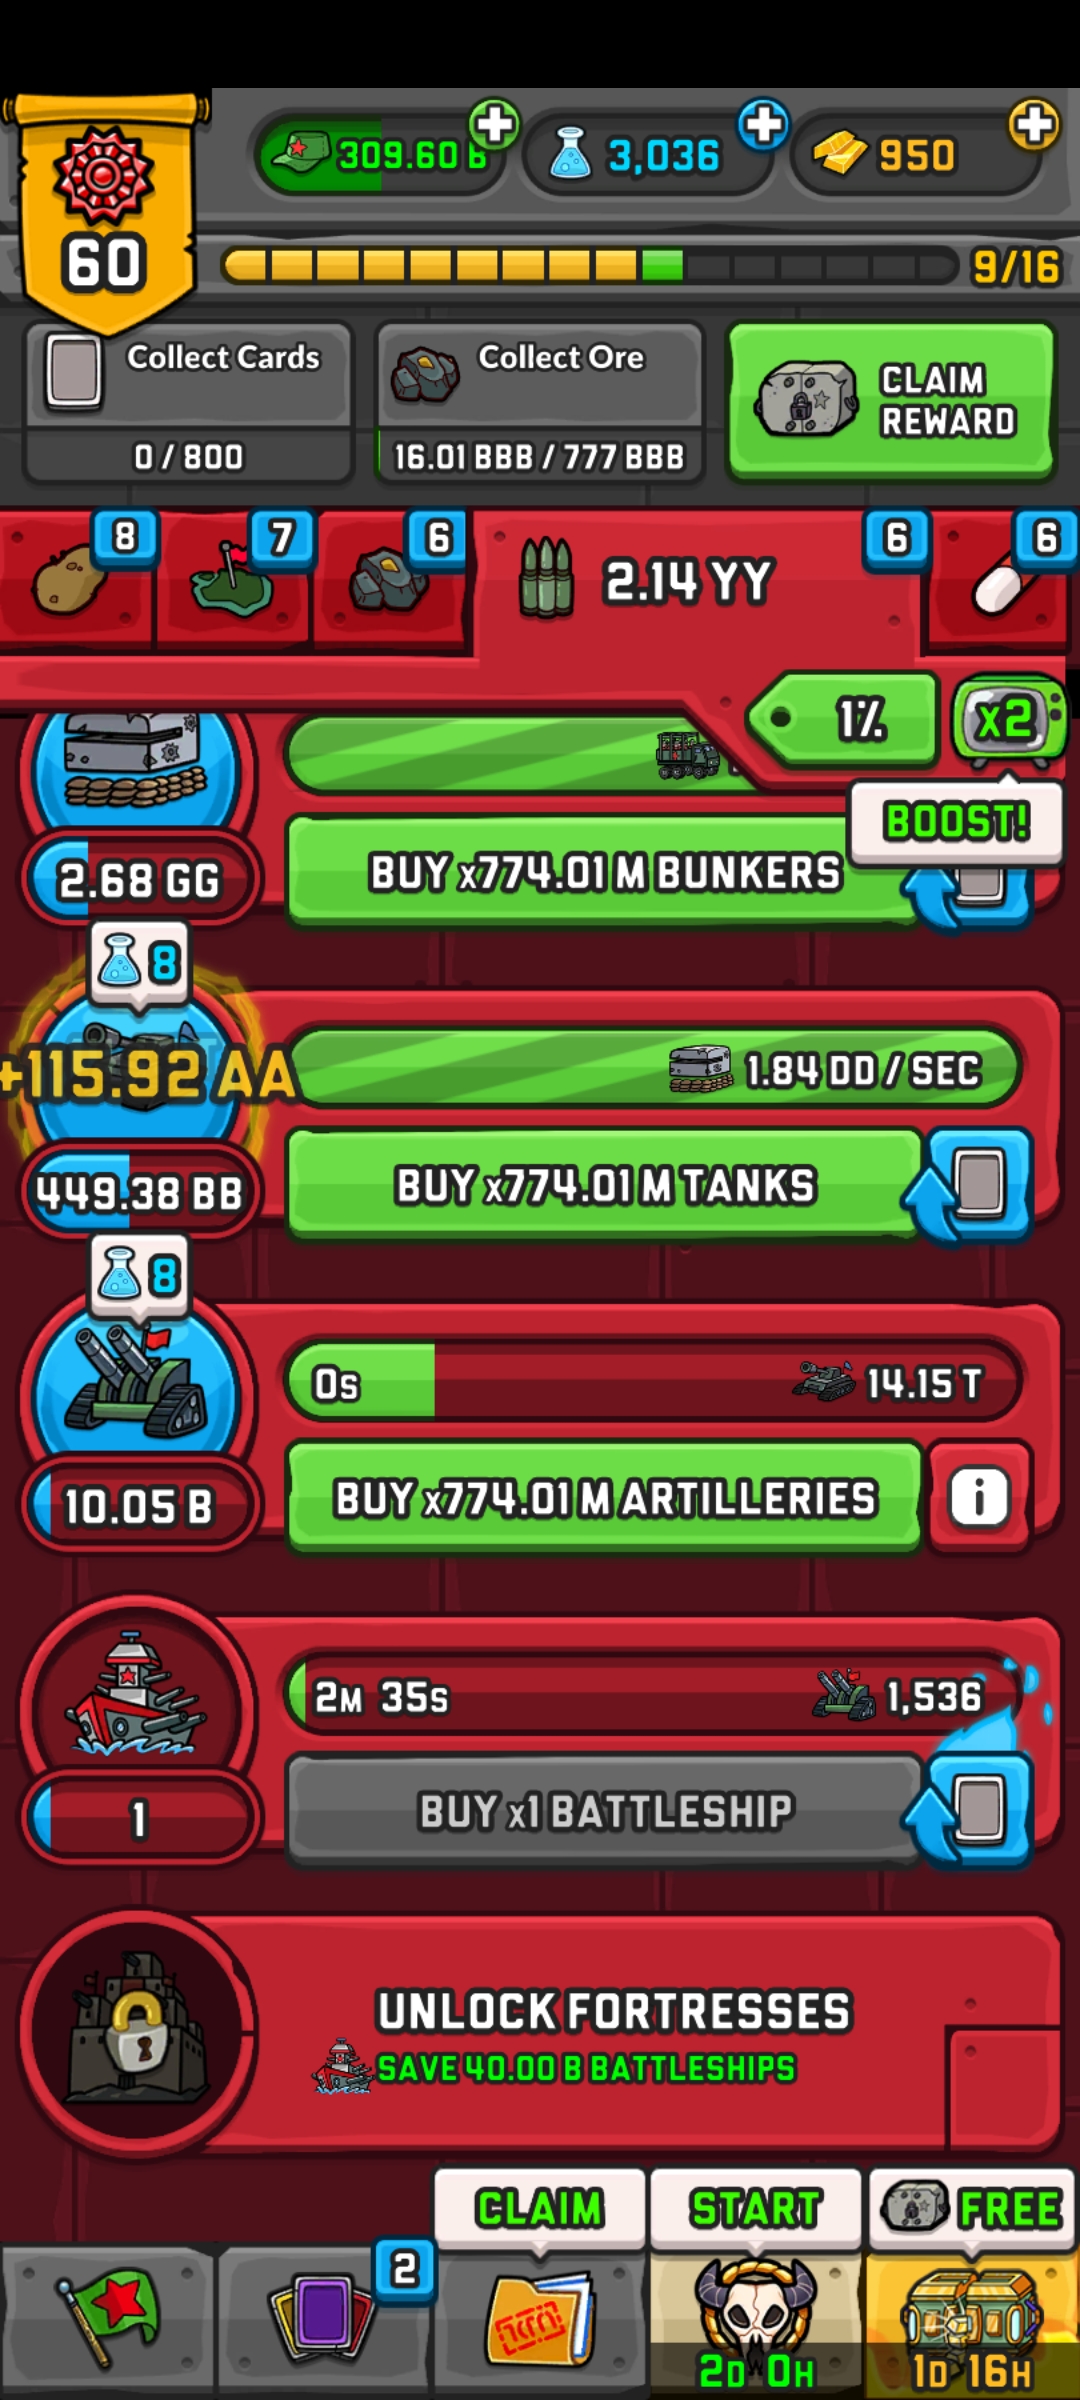 309.60 B
3,036
950
60
9/16
Collect Cards
0 / 800
Collect Ore
16.01 BBB / 777 BBB
CLAIM
REWARD
8
7
6
2.14 YY
6
6
1%
x2
BOOST!
2.68 GG
BUY x774.01 M BUNKERS
8
+115.92 AA
1.84 DD / SEC
449.38 BB
BUY x774.01 M TANKS
8
0s
14.15 T
10.05 B
BUY x774.01 M ARTILLERIES
i
2M 35s
1,536
1
BUY x1 BATTLESHIP
UNLOCK FORTRESSES
SAVE 40.00 B BATTLESHIPS
CLAIM
START
FREE
2
2D 0H
1D 16H